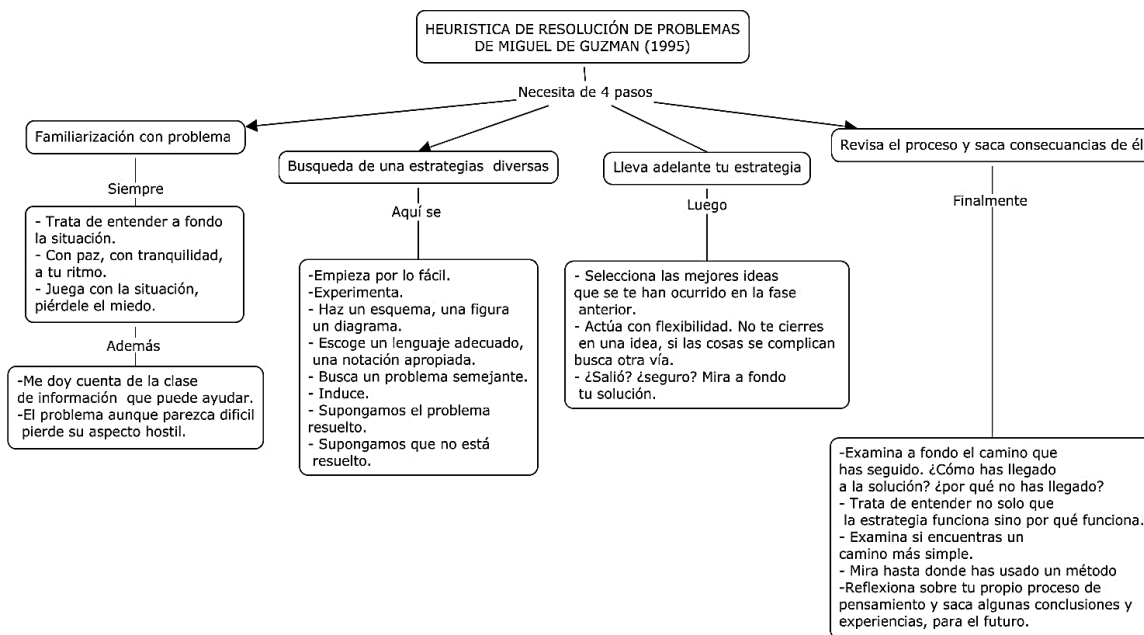 HEURISTICA DE RESOLUCIÓN DE PROBLEMAS
DE MIGUEL DE GUZMAN (1995)
Necesita de 4 pasos
Familiarización con problema
Siempre
- Trata de entender a fondo
la situación.
- Con paz, con tranquilidad,
a tu ritmo.
- Juega con la situación,
piérdele el miedo.
Además
-Me doy cuenta de la clase
de información que puede ayudar.
-El problema aunque parezca dificil
pierde su aspecto hostil.
Busqueda de una estrategias diversas
Aquí se
-Empieza por lo fácil.
-Experimenta.
- Haz un esquema, una figura
un diagrama.
- Escoge un lenguaje adecuado,
una notación apropiada.
- Busca un problema semejante.
- Induce.
- Supongamos el problema
resuelto.
- Supongamos que no está
resuelto.
Lleva adelante tu estrategia
Luego
- Selecciona las mejores ideas
que se te han ocurrido en la fase
anterior.
- Actúa con flexibilidad. No te cierres
en una idea, si las cosas se complican
busca otra vía.
- ¿Salió? ¿seguro? Mira a fondo
tu solución.
Revisa el proceso y saca consecuancias de él
Finalmente
-Examina a fondo el camino que
has seguido. ¿Cómo has llegado
a la solución? ¿por qué no has llegado?
- Trata de entender no solo que
la estrategia funciona sino por qué funciona.
- Examina si encuentras un
camino más simple.
- Mira hasta donde has usado un método
-Reflexiona sobre tu propio proceso de
pensamiento y saca algunas conclusiones y
experiencias, para el futuro.